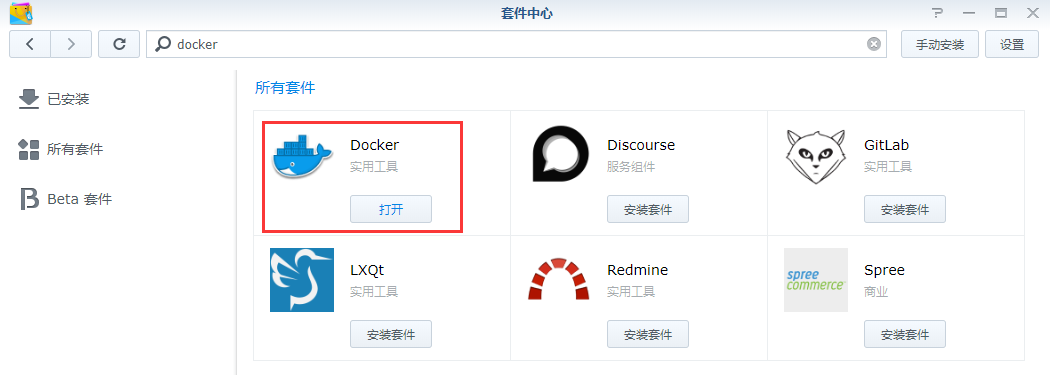 套件中心
docker
手动安装
设置
已安装
所有套件
Beta 套件
所有套件
Docker
实用工具
打开
Discourse
服务组件
安装套件
GitLab
实用工具
安装套件
LXQt
实用工具
安装套件
Redmine
实用工具
安装套件
spree
commerce
Spree
商业
安装套件